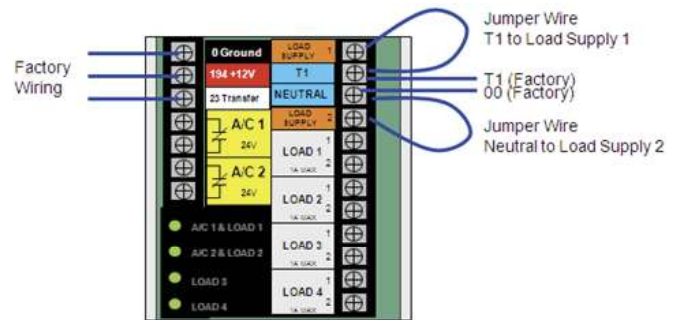 Jumper Wire
T1 to Load Supply 1
Factory
Wiring
0 Ground
194 +12V
23 Transfer
A/C 1
24V
A/C 2
24V
LOAD SUPPLY 1
T1
NEUTRAL
LOAD SUPPLY 2
LOAD 1
1
2
1A MAX
LOAD 2
1
2
1A MAX
LOAD 3
1
2
1A MAX
LOAD 4
1
2
1A MAX
T1 (Factory)
00 (Factory)
Jumper Wire
Neutral to Load Supply 2
A/C 1 & LOAD 1
A/C 2 & LOAD 2
LOAD 3
LOAD 4